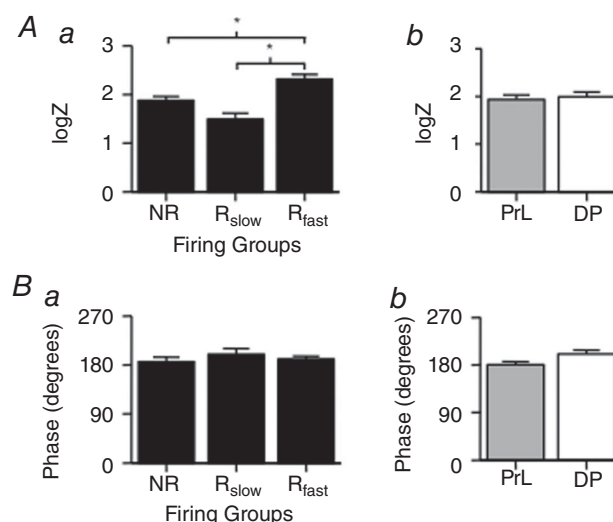 A a
3
2
1
0
logZ
*
*
NR Rslow Rfast
Firing Groups
b
3
2
1
0
logZ
PrL DP
B a
270
180
90
0
Phase (degrees)
NR Rslow Rfast
Firing Groups
b
270
180
90
0
Phase (degrees)
PrL DP